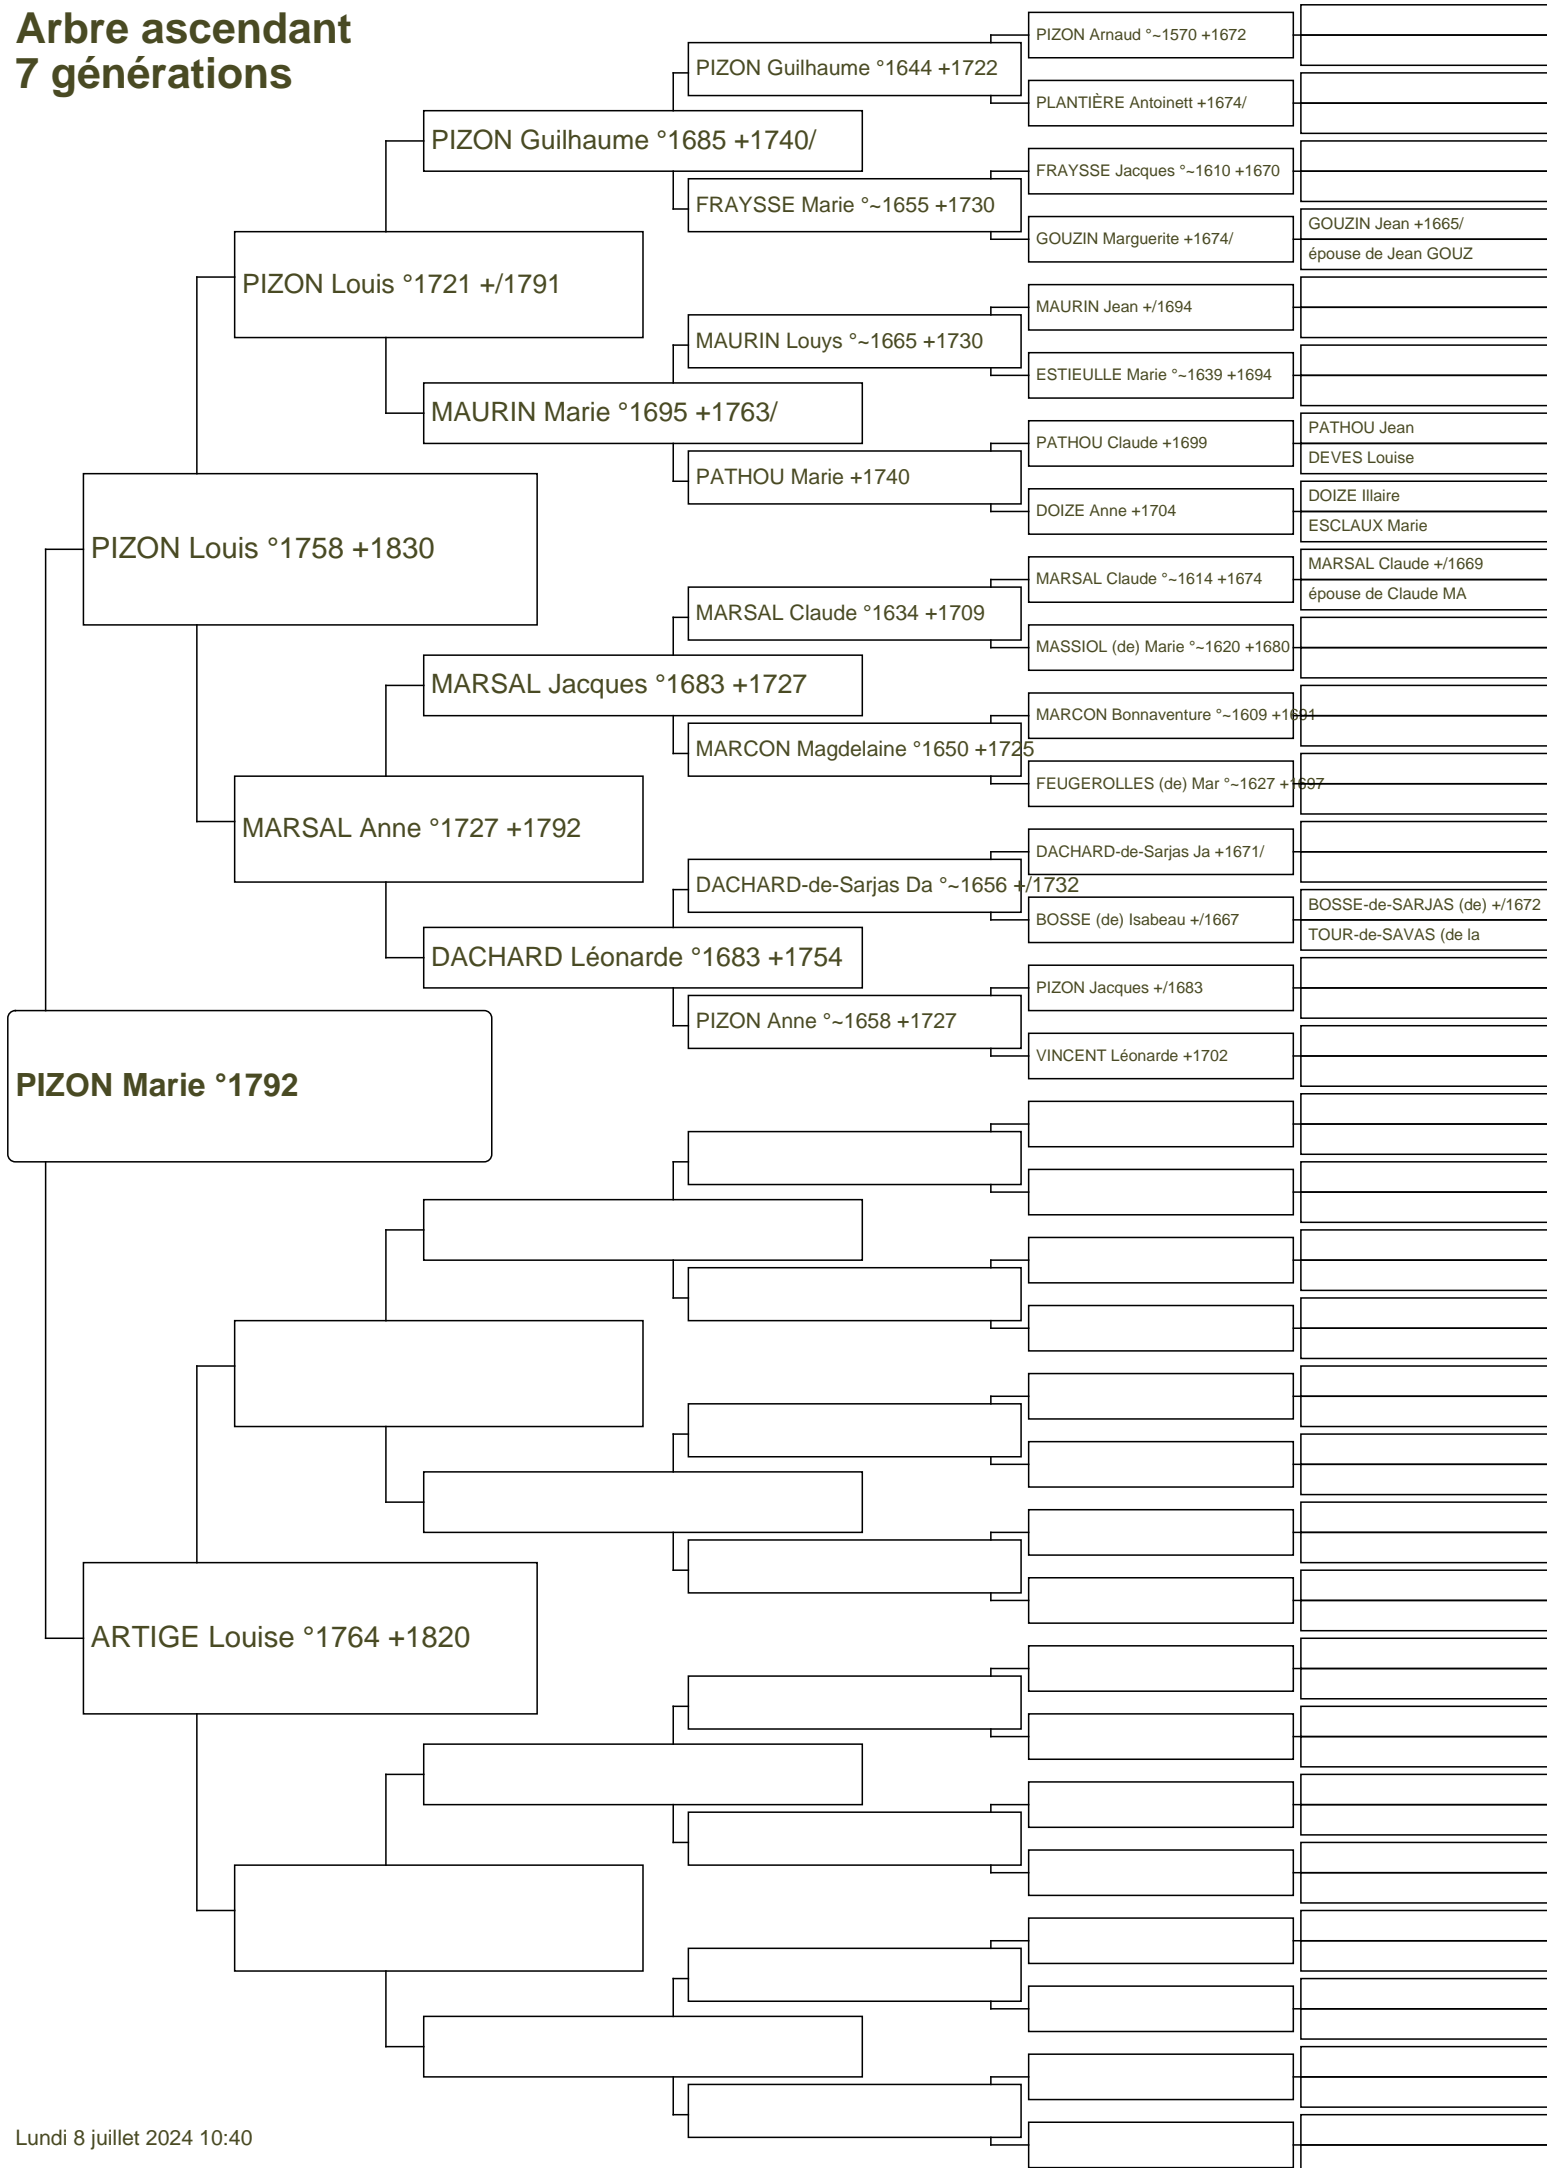 Arbre ascendant
7 générations
PIZON Arnaud °~1570 +1672
PIZON Guilhaume °1644 +1722
PLANTIÈRE Antoinett +1674/
PIZON Guilhaume °1685 +1740/
FRAYSSE Jacques °~1610 +1670
FRAYSSE Marie °~1655 +1730
GOUZIN Jean +1665/
GOUZIN Marguerite +1674/
épouse de Jean GOUZ
PIZON Louis °1721 +/1791
MAURIN Jean +/1694
MAURIN Louys °~1665 +1730
ESTIEULLE Marie °~1639 +1694
MAURIN Marie °1695 +1763/
PATHOU Jean
PATHOU Claude +1699
DEVES Louise
PATHOU Marie +1740
DOIZE Illaire
DOIZE Anne +1704
ESCLAUX Marie
PIZON Louis °1758 +1830
MARSAL Claude +/1669
MARSAL Claude °~1614 +1674
épouse de Claude MA
MARSAL Claude °1634 +1709
MASSIOL (de) Marie °~1620 +1680
MARSAL Jacques °1683 +1727
MARCON Bonnaventure °~1609 +1691
MARCON Magdelaine °1650 +1725
FEUGEROLLES (de) Mar °~1627 +1697
MARSAL Anne °1727 +1792
DACHARD-de-Sarjas Ja +1671/
DACHARD-de-Sarjas Da °~1656 +/1732
BOSSE-de-SARJAS (de) +/1672
BOSSE (de) Isabeau +/1667
TOUR-de-SAVAS (de la
DACHARD Léonarde °1683 +1754
PIZON Jacques +/1683
PIZON Anne °~1658 +1727
VINCENT Léonarde +1702
PIZON Marie °1792
ARTIGE Louise °1764 +1820
Lundi 8 juillet 2024 10:40